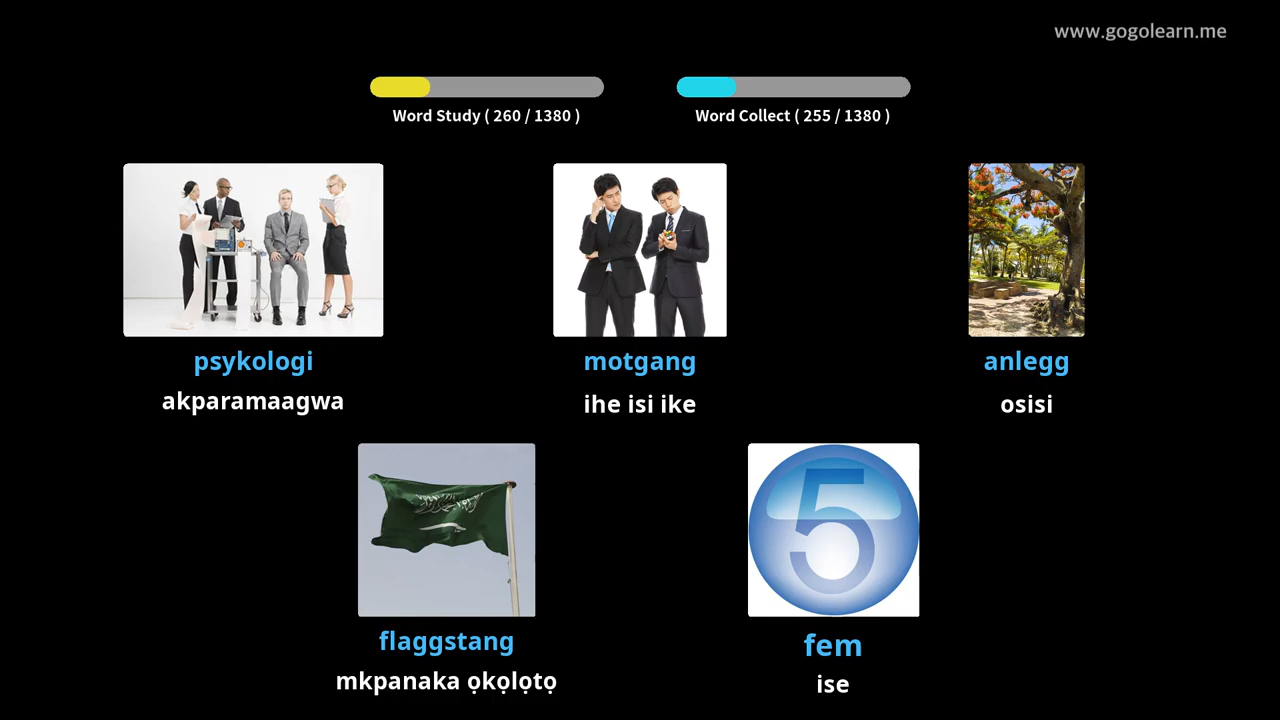 www.gogolearn.me
Word Study ( 260 / 1380 )
Word Collect ( 255 / 1380 )
psykologi
akparamaagwa
motgang
ihe isi ike
anlegg
osisi
flaggstang
mkpanaka ọkọlọtọ
5
fem
ise